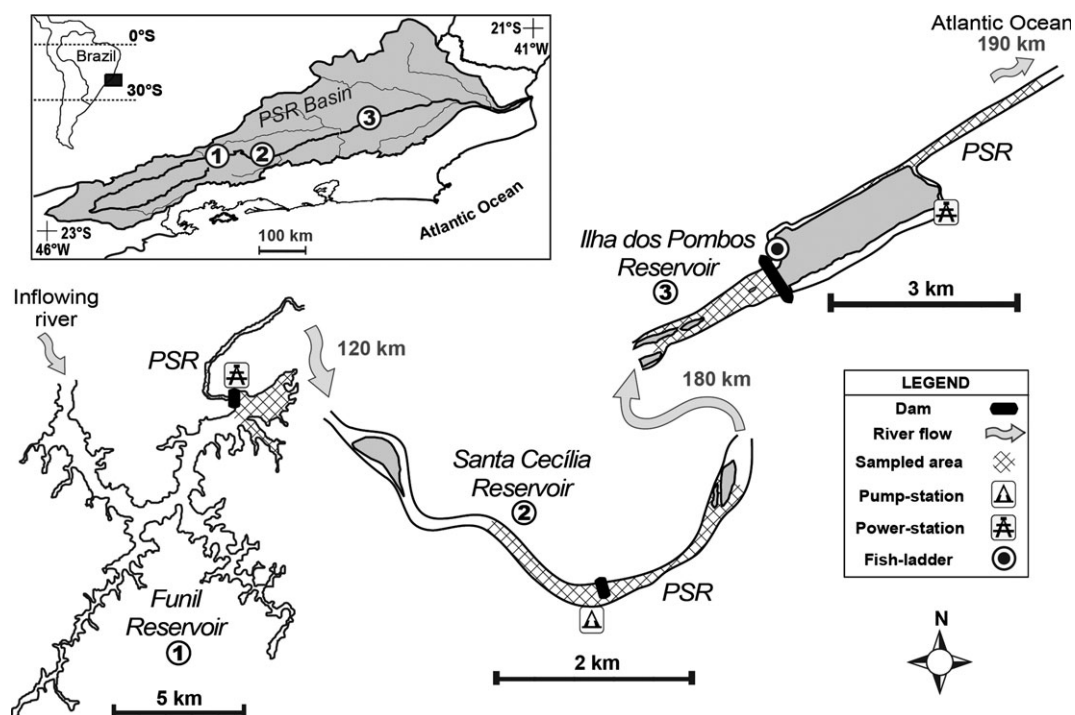 0°S
Brazil
30°S
21°S
41°W
PSR Basin
1
2
3
Atlantic Ocean
23°S
46°W
100 km
Atlantic Ocean
190 km
PSR
Ilha dos Pombos
Reservoir
3
3 km
Inflowing
river
PSR
120 km
180 km
Santa Cecília
Reservoir
2
PSR
2 km
Funil
Reservoir
1
5 km
LEGEND
Dam
River flow
Sampled area
Pump-station
Power-station
Fish-ladder
N